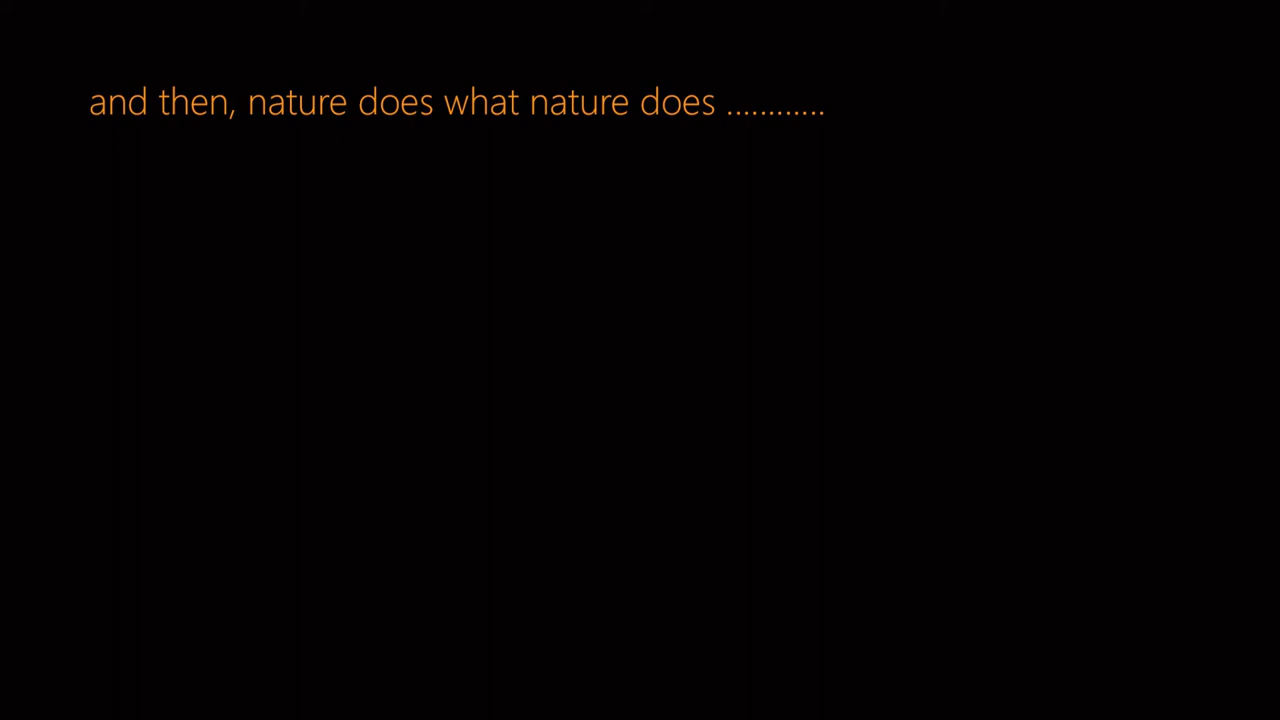 and then, nature does what nature does ............